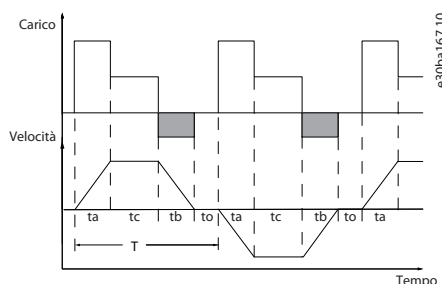 Carico
e30ba167.10
Velocità
ta tc tb to ta tc tb to ta
T
Tempo